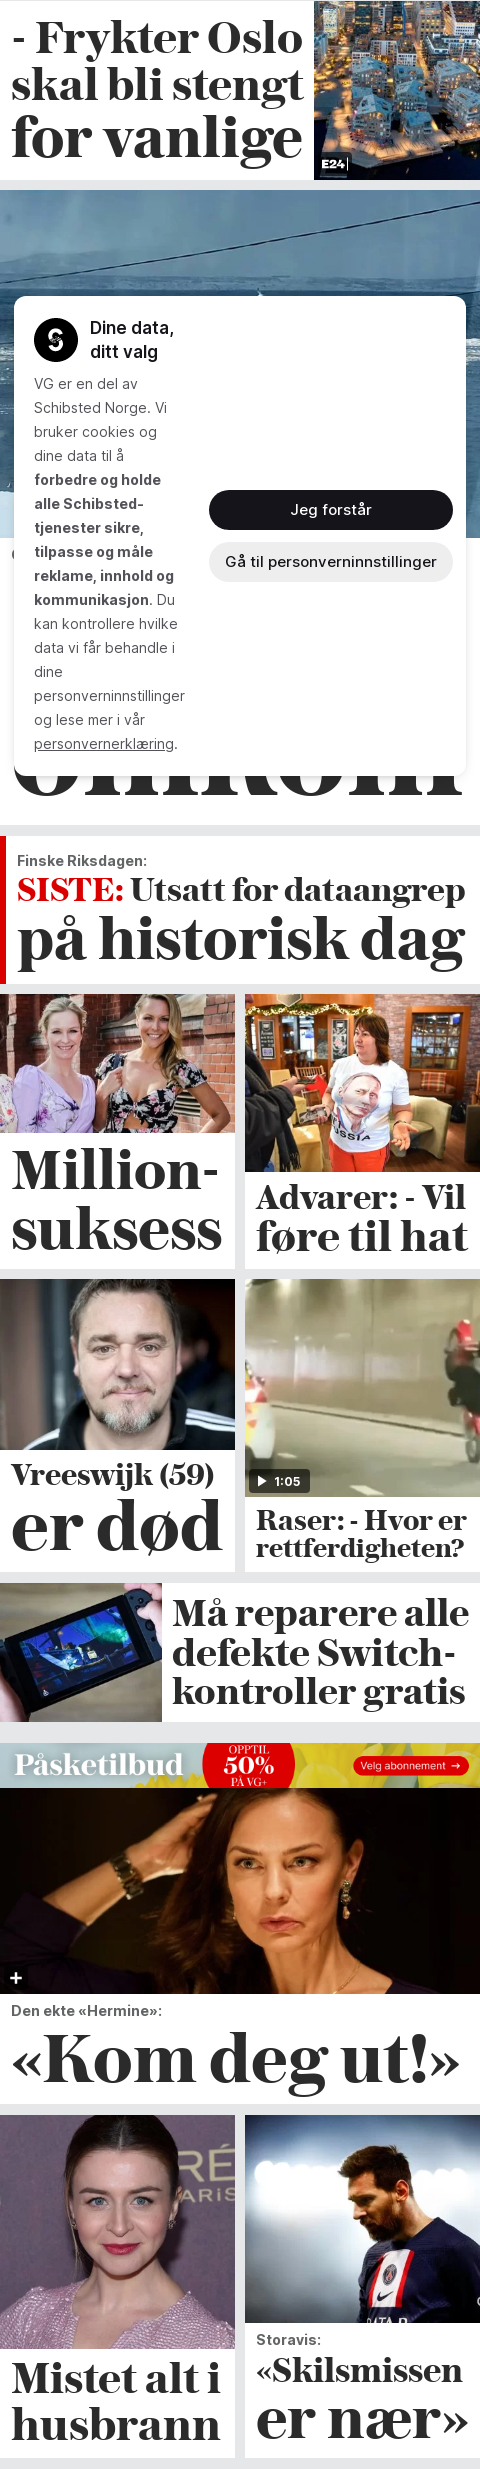 - Frykter Oslo
skal bli stengt
for vanlige
E24
Dine data,
ditt valg
VG er en del av
Schibsted Norge. Vi
bruker cookies og
dine data til å
forbedre og holde
alle Schibsted-
tjenester sikre,
tilpasse og måle
reklame, innhold og
kommunikasjon. Du
kan kontrollere hvilke
data vi får behandle i
dine
personverninnstillinger
og lese mer i vår
personvernerklæring.
Jeg forstår
Gå til personverninnstillinger
Finske Riksdagen:
SISTE: Utsatt for dataangrep
på historisk dag
Million-
suksess
Advarer: - Vil
føre til hat
Vreeswijk (59)
er død
1:05
Raser: - Hvor er
rettferdigheten?
Må reparere alle
defekte Switch-
kontroller gratis
Påsketilbud
OPPTIL
50%
PÅ VG+
Velg abonnement →
Den ekte «Hermine»:
«Kom deg ut!»
Mistet alt i
husbrann
Storavis:
«Skilsmissen
er nær»